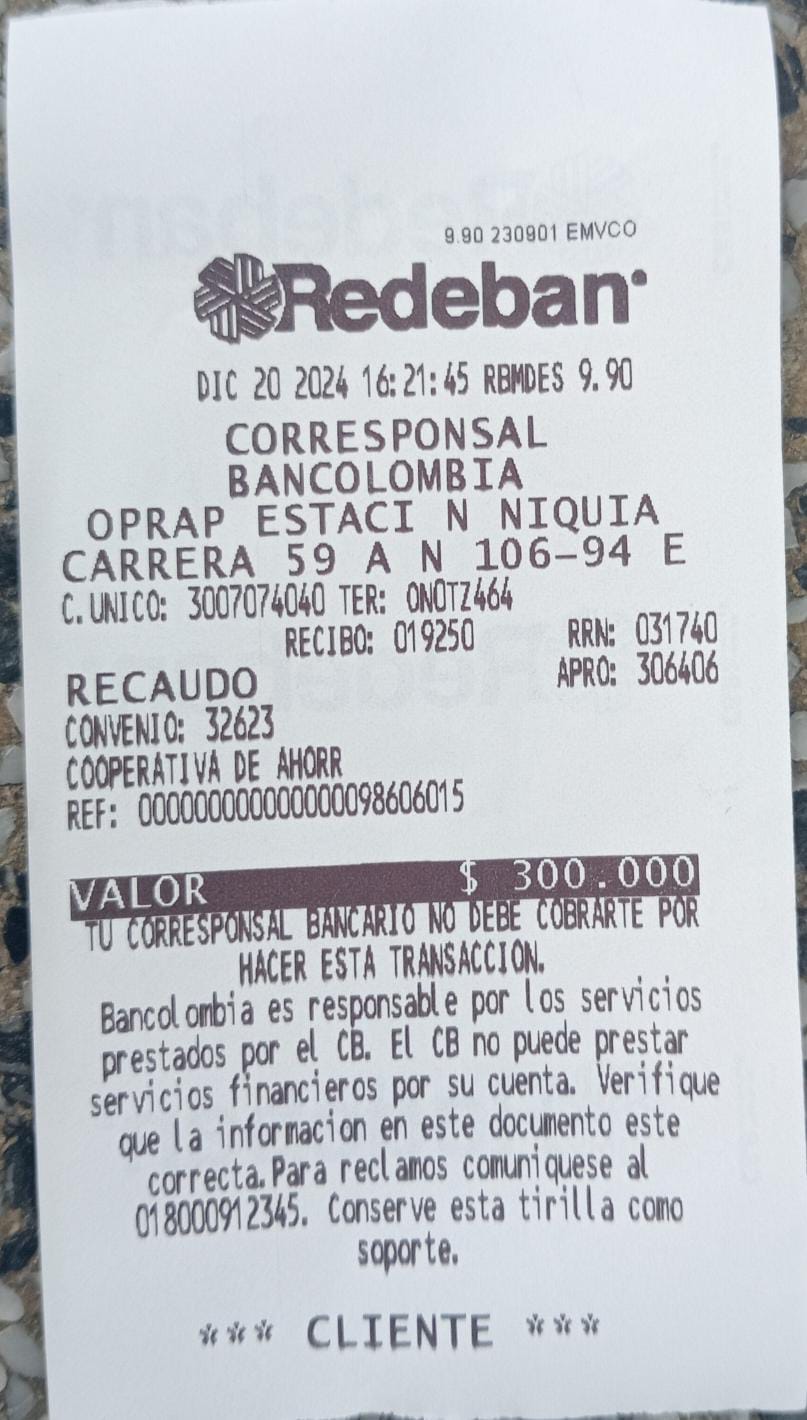 9.90 230901 EMVCO
Redeban
DIC 20 2024 16:21:45 RBMDES 9.90
CORRESPONSAL
BANCOLOMBIA
OPRAP ESTACI N NIQUIA
CARRERA 59 A N 106-94 E
C. UNICO: 3007074040 TER: ONOTZ464
RECIBO: 019250 RRN: 031740
RECAUDO APRO: 306406
CONVENIO: 32623
COOPERATIVA DE AHORR
REF: 000000000000000098606015
VALOR $ 300.000
TU CORRESPONSAL BANCARIO NO DEBE COBRARTE POR
HACER ESTA TRANSACCION.
Bancolombia es responsable por los servicios
prestados por el CB. El CB no puede prestar
servicios financieros por su cuenta. Verifique
que la informacion en este documento este
correcta. Para reclamos comuniquese al
018000912345. Conserve esta tirilla como
soporte.
*** CLIENTE ***